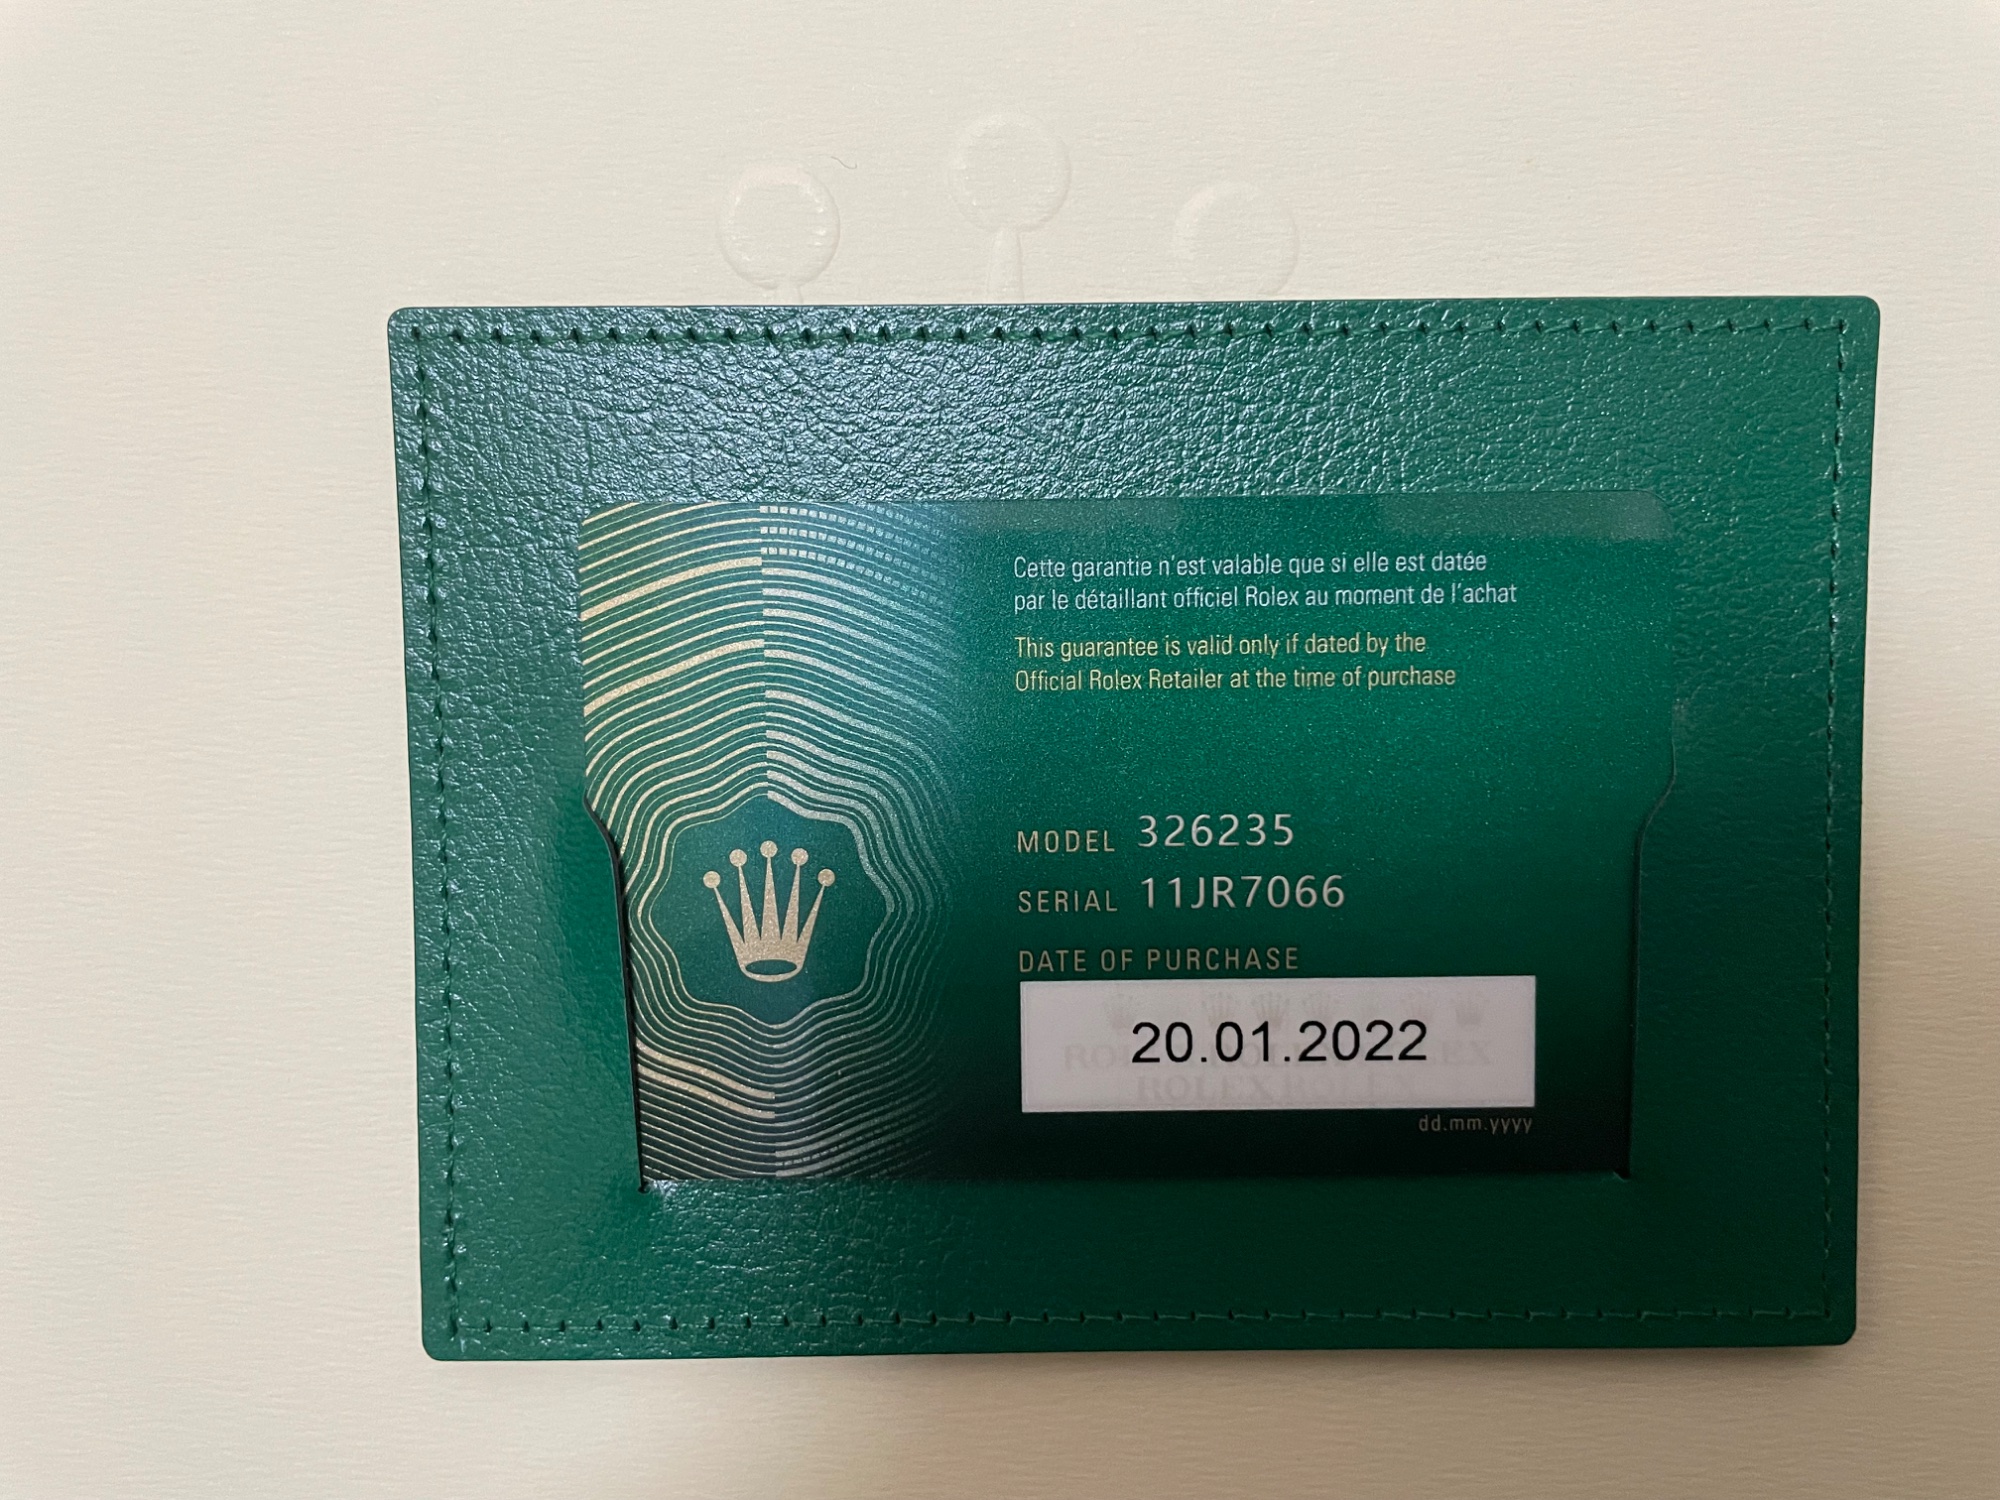 Cette garantie n'est valable que si elle est datée
par le détaillant officiel Rolex au moment de l'achat
This guarantee is valid only if dated by the
Official Rolex Retailer at the time of purchase
MODEL 326235
SERIAL 11JR7066
DATE OF PURCHASE
20.01.2022
ROLEX ROLEX
dd.mm.yyyy